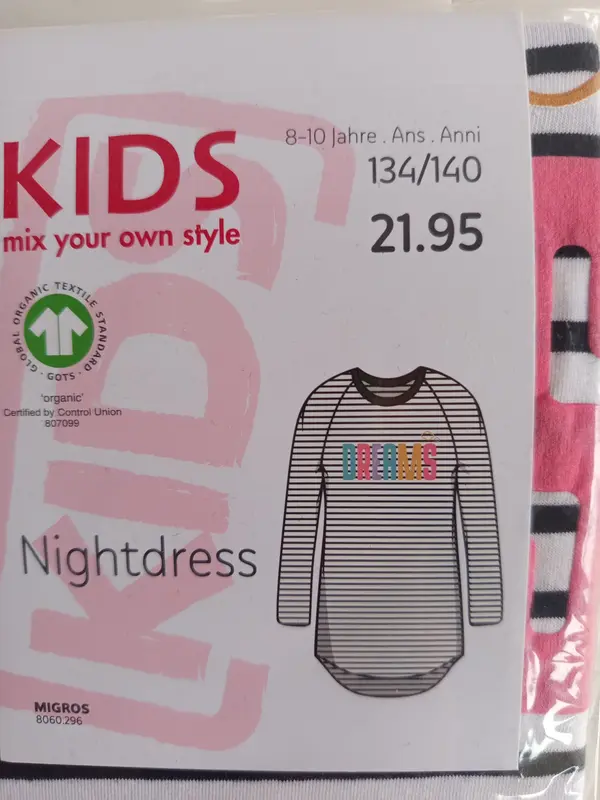 KIDS
mix your own style
8-10 Jahre . Ans . Anni
134/140
21.95
GLOBAL ORGANIC TEXTILE STANDARD
· GOTS ·
'organic'
Certified by Control Union
807099
KIDS
DREAMS
Nightdress
MIGROS
8060.296